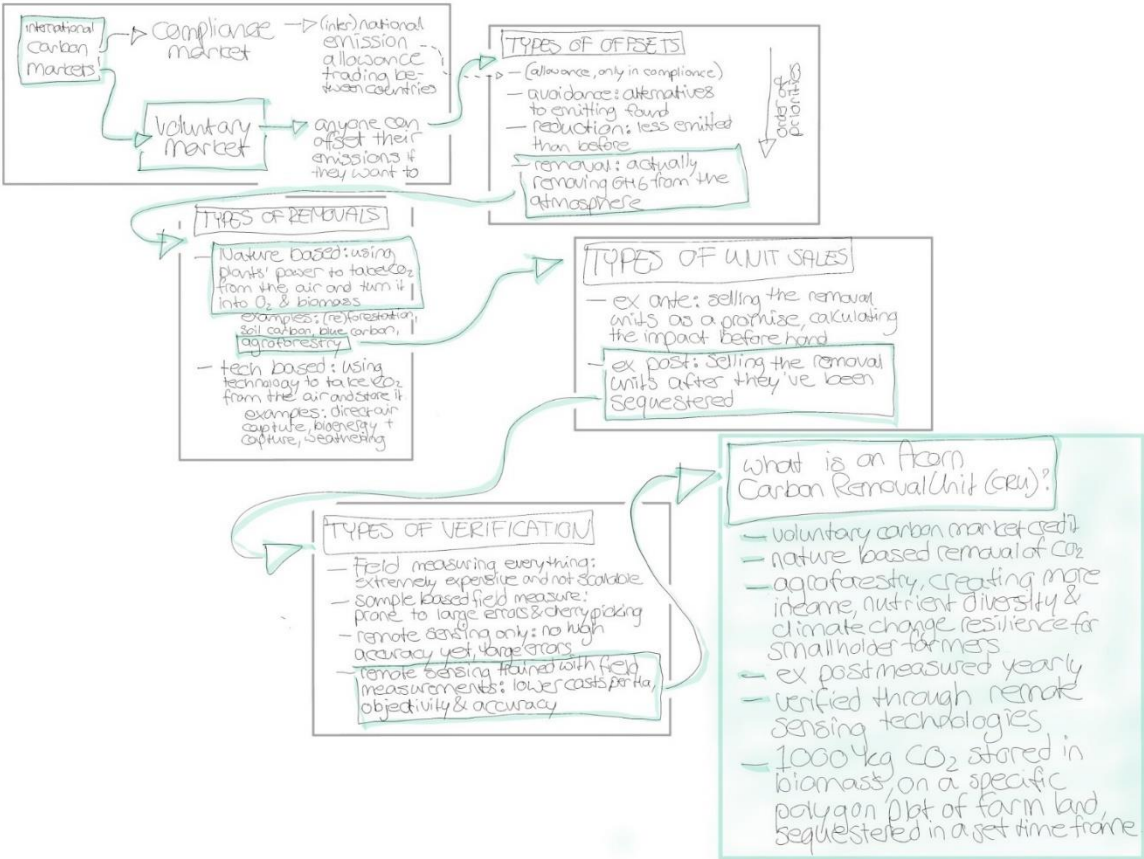 international
carbon
markets
compliance
market
(inter)national
emission
allowance
trading be-
tween countries
voluntary
market
anyone can
offset their
emissions if
they want to
TYPES OF OFFSETS
- (allowance, only in compliance)
- avoidance: alternatives
to emitting found
- reduction: less emitted
than before
- removal: actually
removing GHG from the
atmosphere
order of
priorities
TYPES OF REMOVALS
- Nature based: using
plants' power to take CO2
from the air and turn it
into O2 & biomass
examples: (re)forestation,
soil carbon, blue carbon,
agroforestry
- tech based: using
technology to take CO2
from the air and store it
examples: direct air
capture, bioenergy +
capture, weathering
TYPES OF UNIT SALES
- ex ante: selling the removal
units as a promise, calculating
the impact before hand
- ex post: selling the removal
units after they've been
sequestered
TYPES OF VERIFICATION
- Field measuring everything:
extremely expensive and not scalable
- sample based field measure:
prone to large errors & cherry picking
- remote sensing only: no high
accuracy yet, large errors
- remote sensing trained with field
measurements: lower costs per ha,
objectivity & accuracy
what is an Acorn
Carbon Removal Unit (CRU)?
- voluntary carbon market credit
- nature based removal of CO2
- agroforestry, creating more
income, nutrient diversity &
climate change resilience for
smallholder farmers
- ex post measured yearly
- verified through remote
sensing technologies
- 1000 kg CO2 stored in
biomass, on a specific
polygon plot of farm land,
sequestered in a set time frame